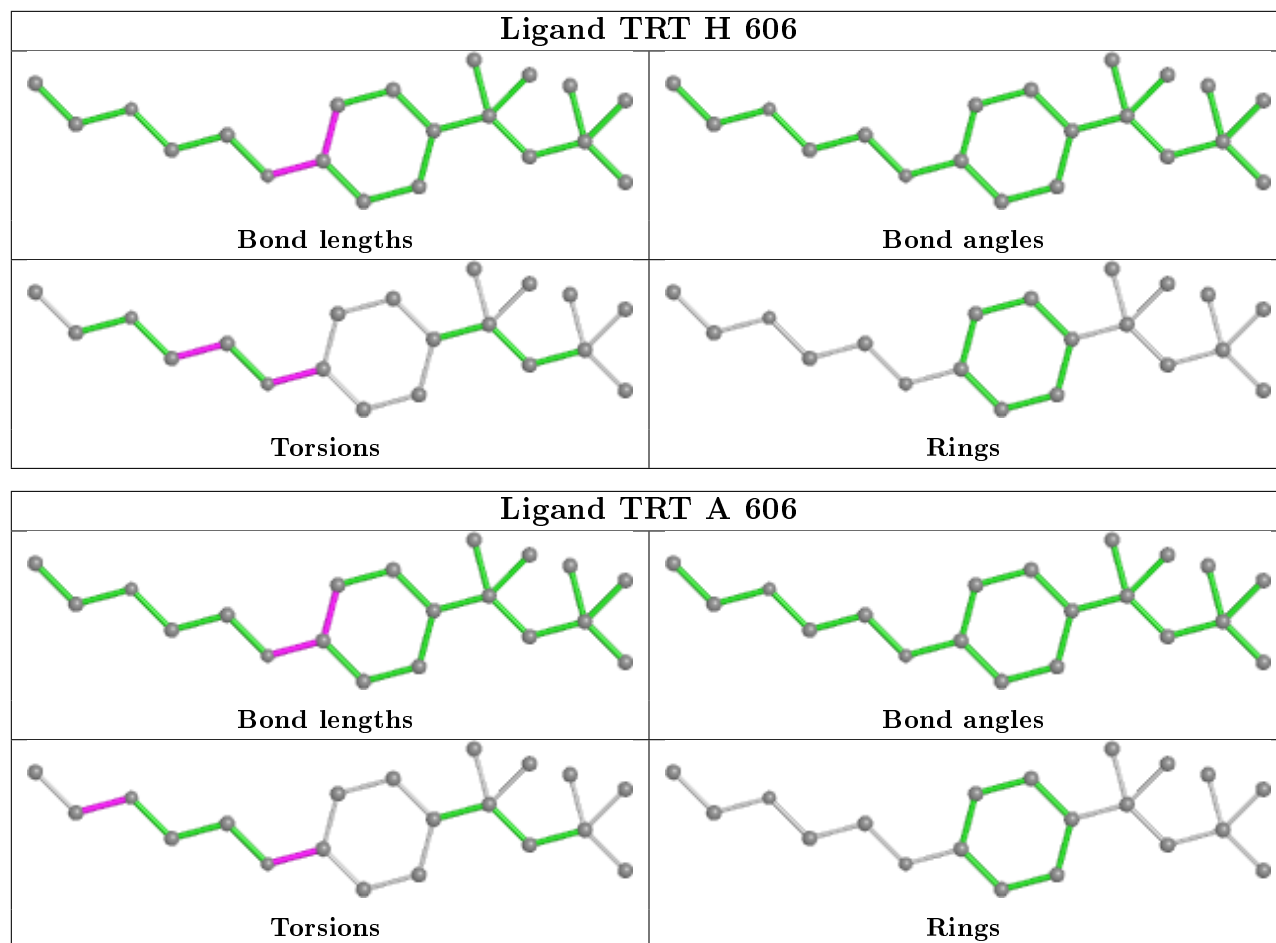 Ligand TRT H 606
Bond lengths Bond angles
Torsions Rings
Ligand TRT A 606
Bond lengths Bond angles
Torsions Rings